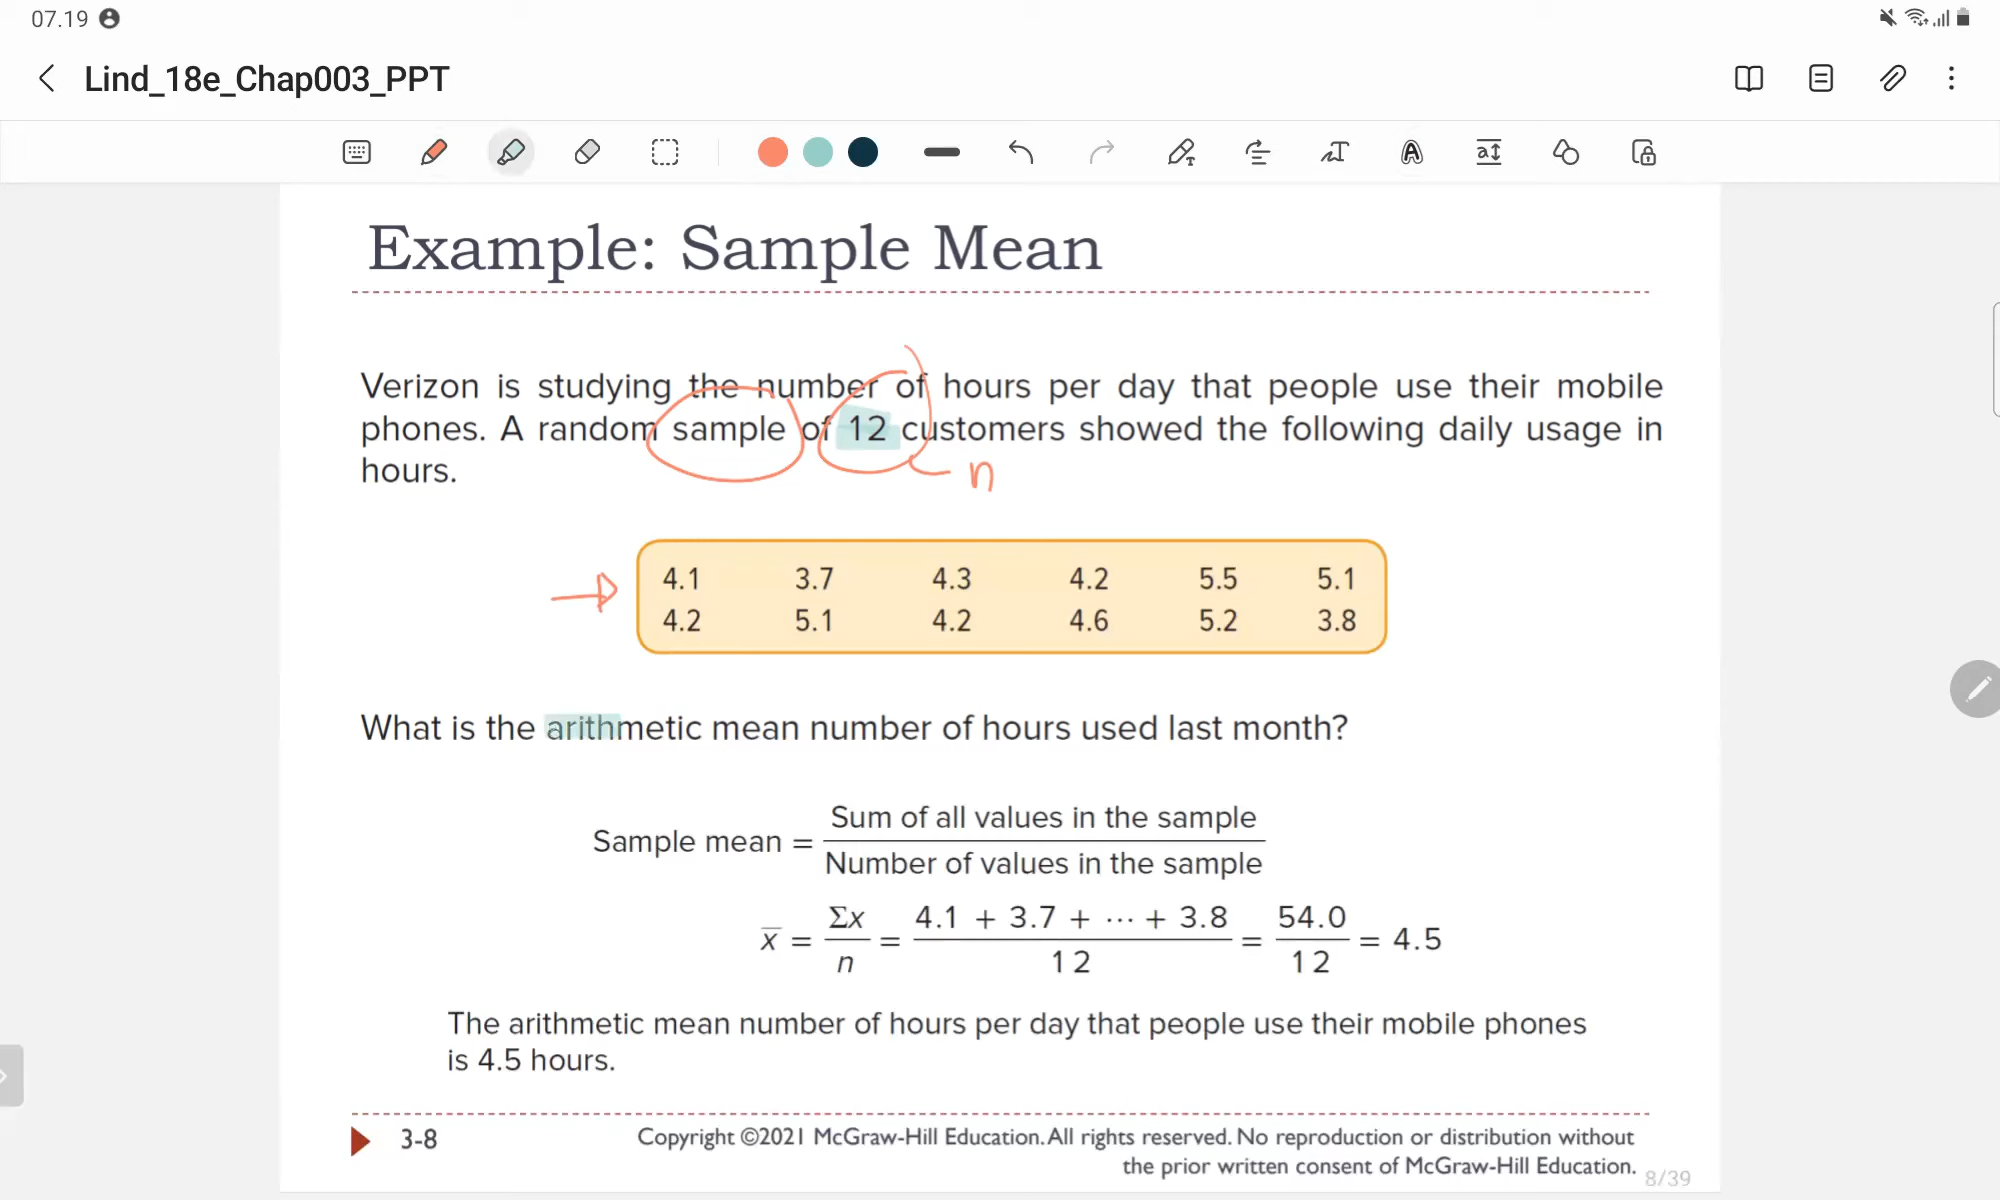 07.19
Lind_18e_Chap003_PPT
Example: Sample Mean
Verizon is studying the number of hours per day that people use their mobile
phones. A random sample of 12 customers showed the following daily usage in
hours.
n
4.1 3.7 4.3 4.2 5.5 5.1
4.2 5.1 4.2 4.6 5.2 3.8
What is the arithmetic mean number of hours used last month?
Sample mean = Sum of all values in the sample / Number of values in the sample
x̄ = Σx / n = 4.1 + 3.7 + ··· + 3.8 / 12 = 54.0 / 12 = 4.5
The arithmetic mean number of hours per day that people use their mobile phones
is 4.5 hours.
3-8
Copyright ©2021 McGraw-Hill Education. All rights reserved. No reproduction or distribution without
the prior written consent of McGraw-Hill Education.
8/39